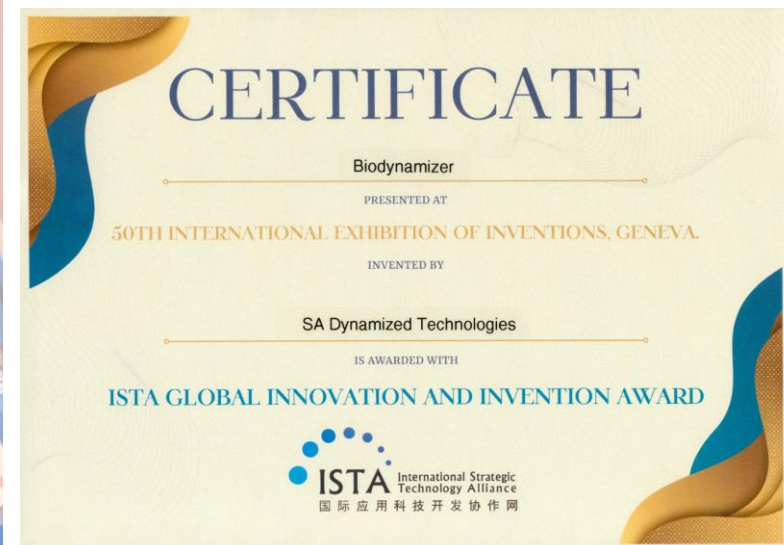 CERTIFICATE
Biodynamizer
PRESENTED AT
50TH INTERNATIONAL EXHIBITION OF INVENTIONS, GENEVA.
INVENTED BY
SA Dynamized Technologies
IS AWARDED WITH
ISTA GLOBAL INNOVATION AND INVENTION AWARD
ISTA International Strategic
Technology Alliance
国际应用科技开发协作网